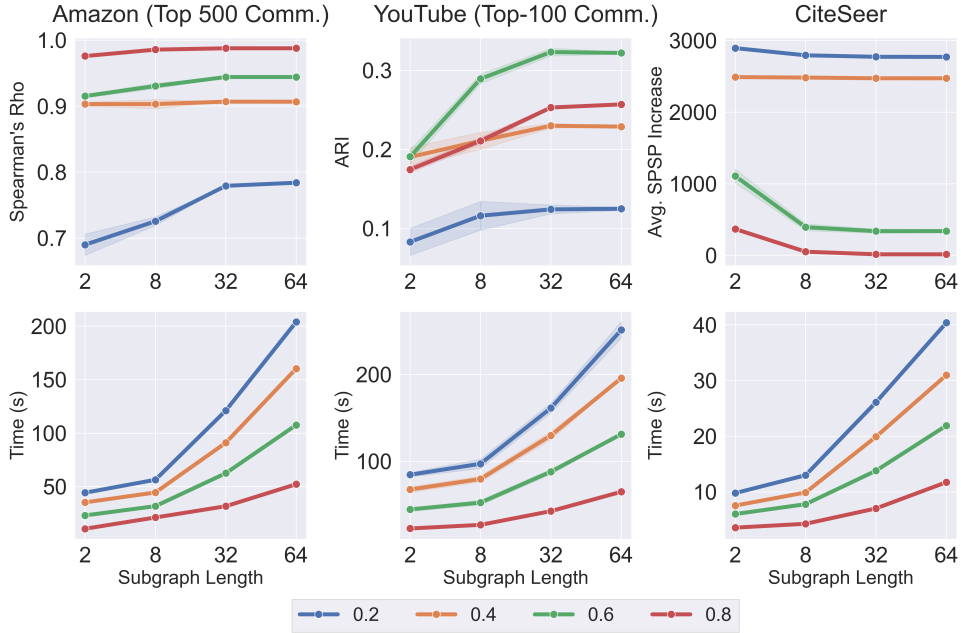 Amazon (Top 500 Comm.)
YouTube (Top-100 Comm.)
CiteSeer
Spearman's Rho
1.0
0.9
0.8
0.7
2 8 32 64
ARI
0.3
0.2
0.1
2 8 32 64
Avg. SPSP Increase
3000
2000
1000
0
2 8 32 64
Time (s)
200
150
100
50
2 8 32 64
Subgraph Length
Time (s)
200
100
2 8 32 64
Subgraph Length
Time (s)
40
30
20
10
2 8 32 64
Subgraph Length
0.2 0.4 0.6 0.8